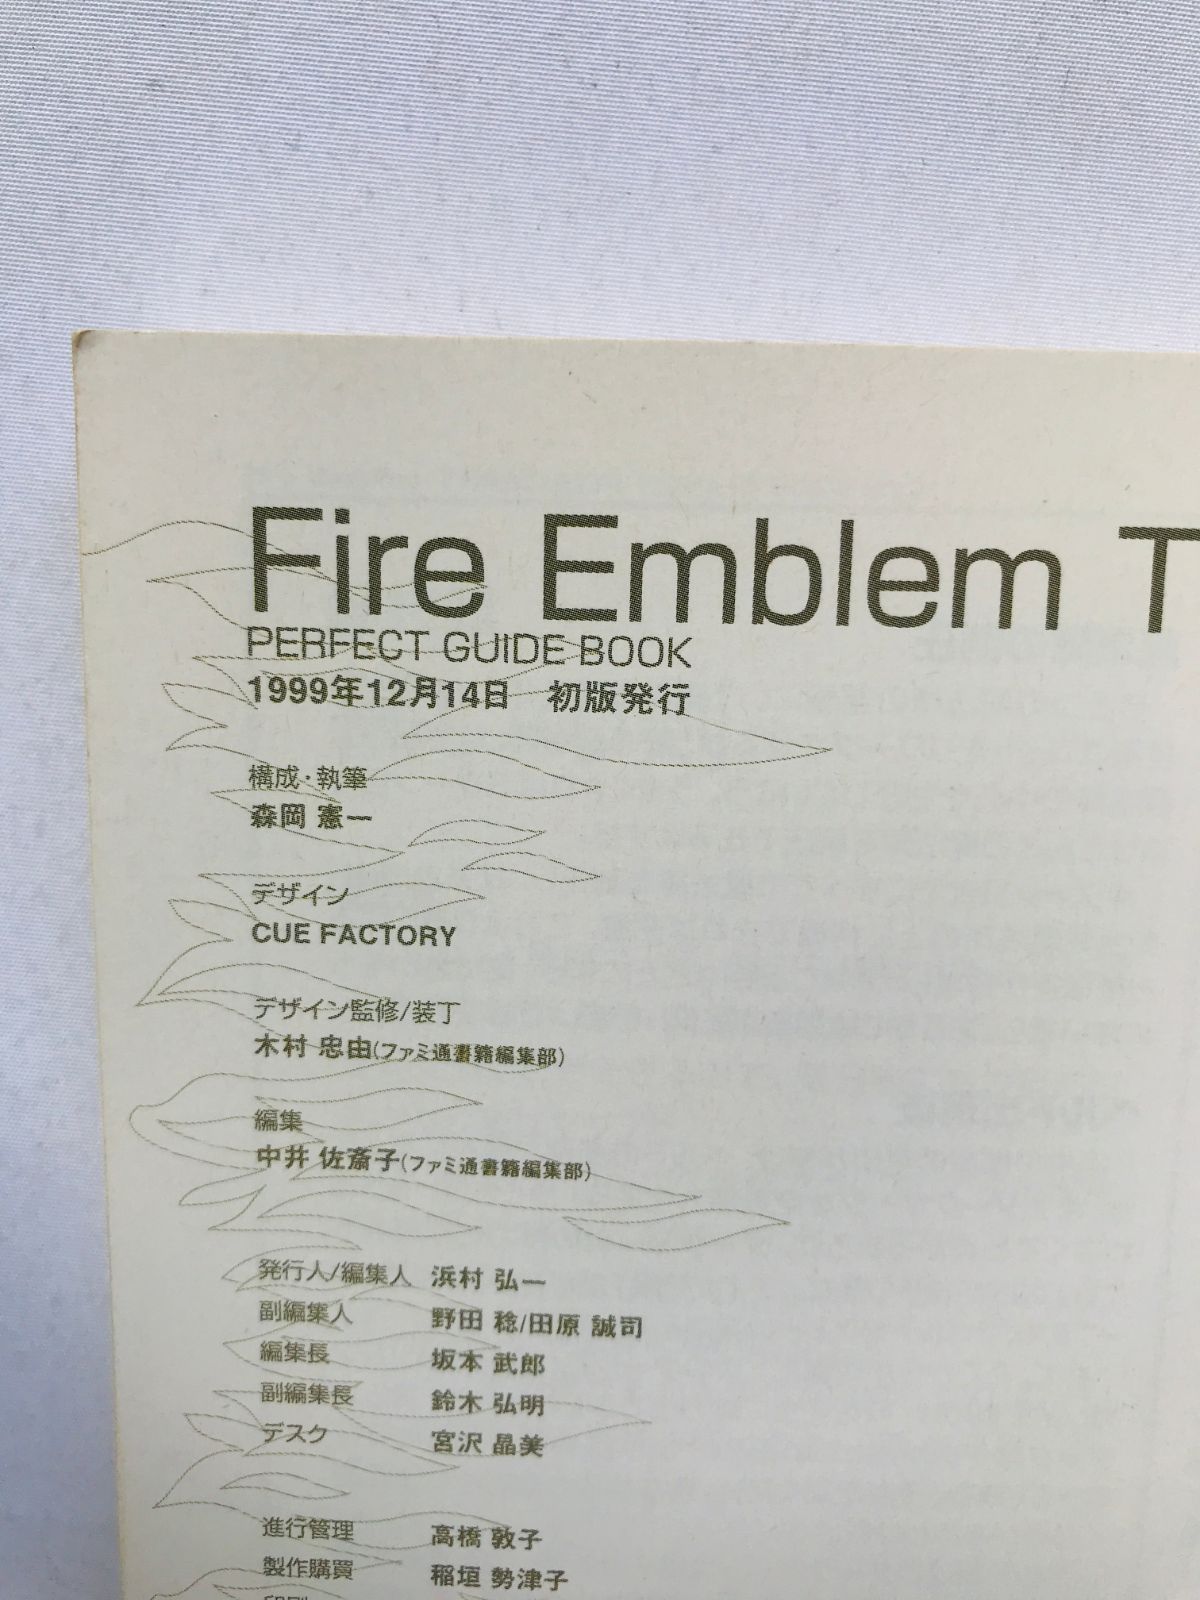 Fire Emblem T
PERFECT GUIDE BOOK
1999年12月14日　初版発行
構成・執筆
森岡 憲一
デザイン
CUE FACTORY
デザイン監修/装丁
木村 忠由(ファミ通書籍編集部)
編集
中井 佐斎子(ファミ通書籍編集部)
発行人/編集人 浜村 弘一
副編集人 野田 稔/田原 誠司
編集長 坂本 武郎
副編集長 鈴木 弘明
デスク 宮沢 晶美
進行管理 高橋 敦子
製作購買 稲垣 勢津子